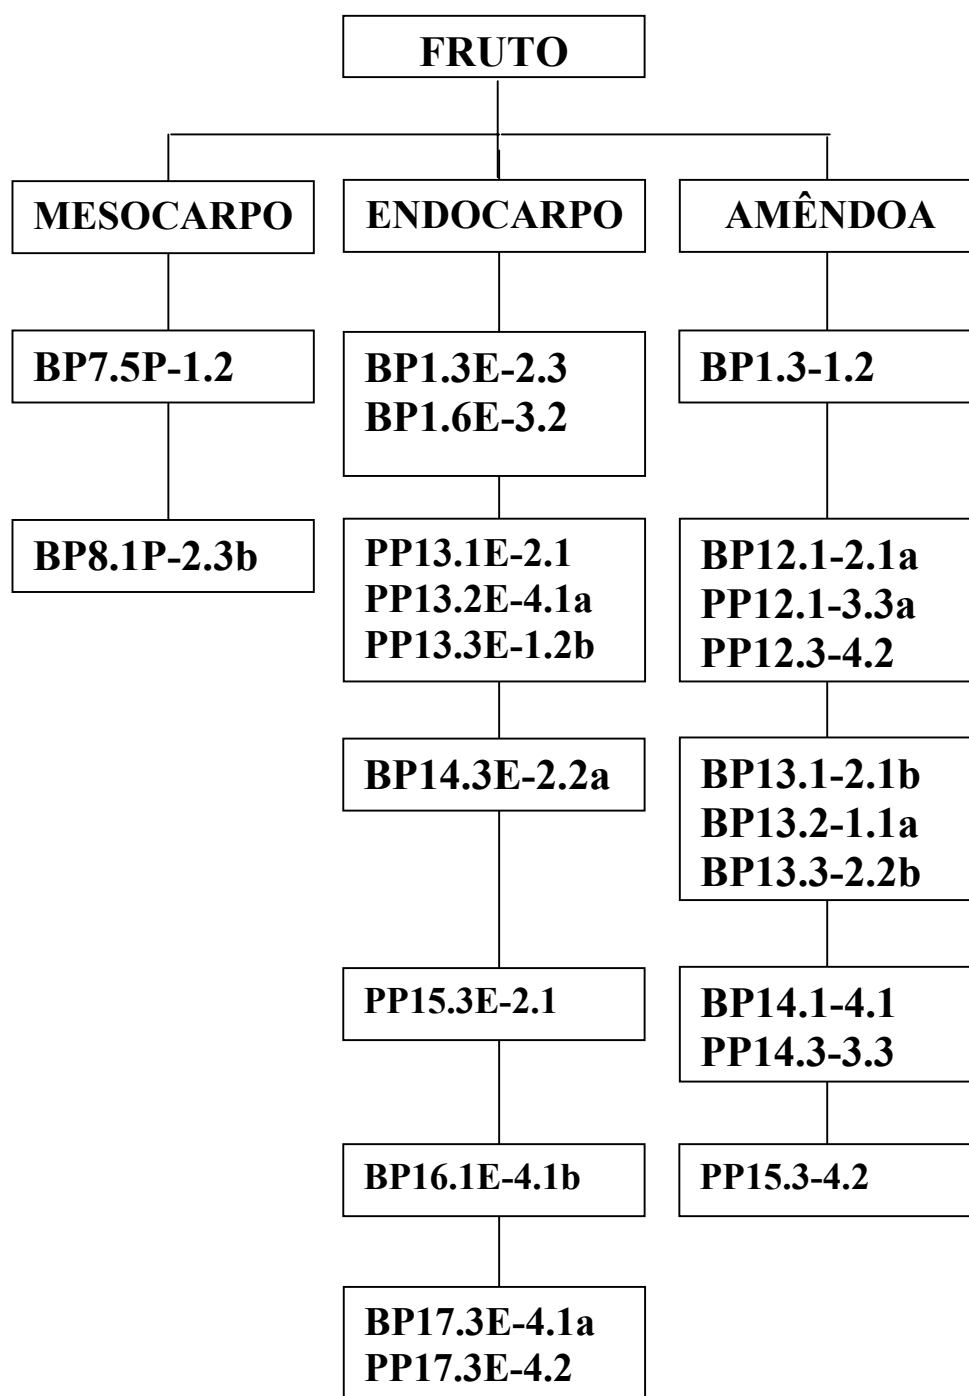 FRUTO
MESOCARPO
ENDOCARPO
AMÊNDOA
BP7.5P-1.2
BP8.1P-2.3b
BP1.3E-2.3
BP1.6E-3.2
PP13.1E-2.1
PP13.2E-4.1a
PP13.3E-1.2b
BP14.3E-2.2a
PP15.3E-2.1
BP16.1E-4.1b
BP17.3E-4.1a
PP17.3E-4.2
BP1.3-1.2
BP12.1-2.1a
PP12.1-3.3a
PP12.3-4.2
BP13.1-2.1b
BP13.2-1.1a
BP13.3-2.2b
BP14.1-4.1
PP14.3-3.3
PP15.3-4.2